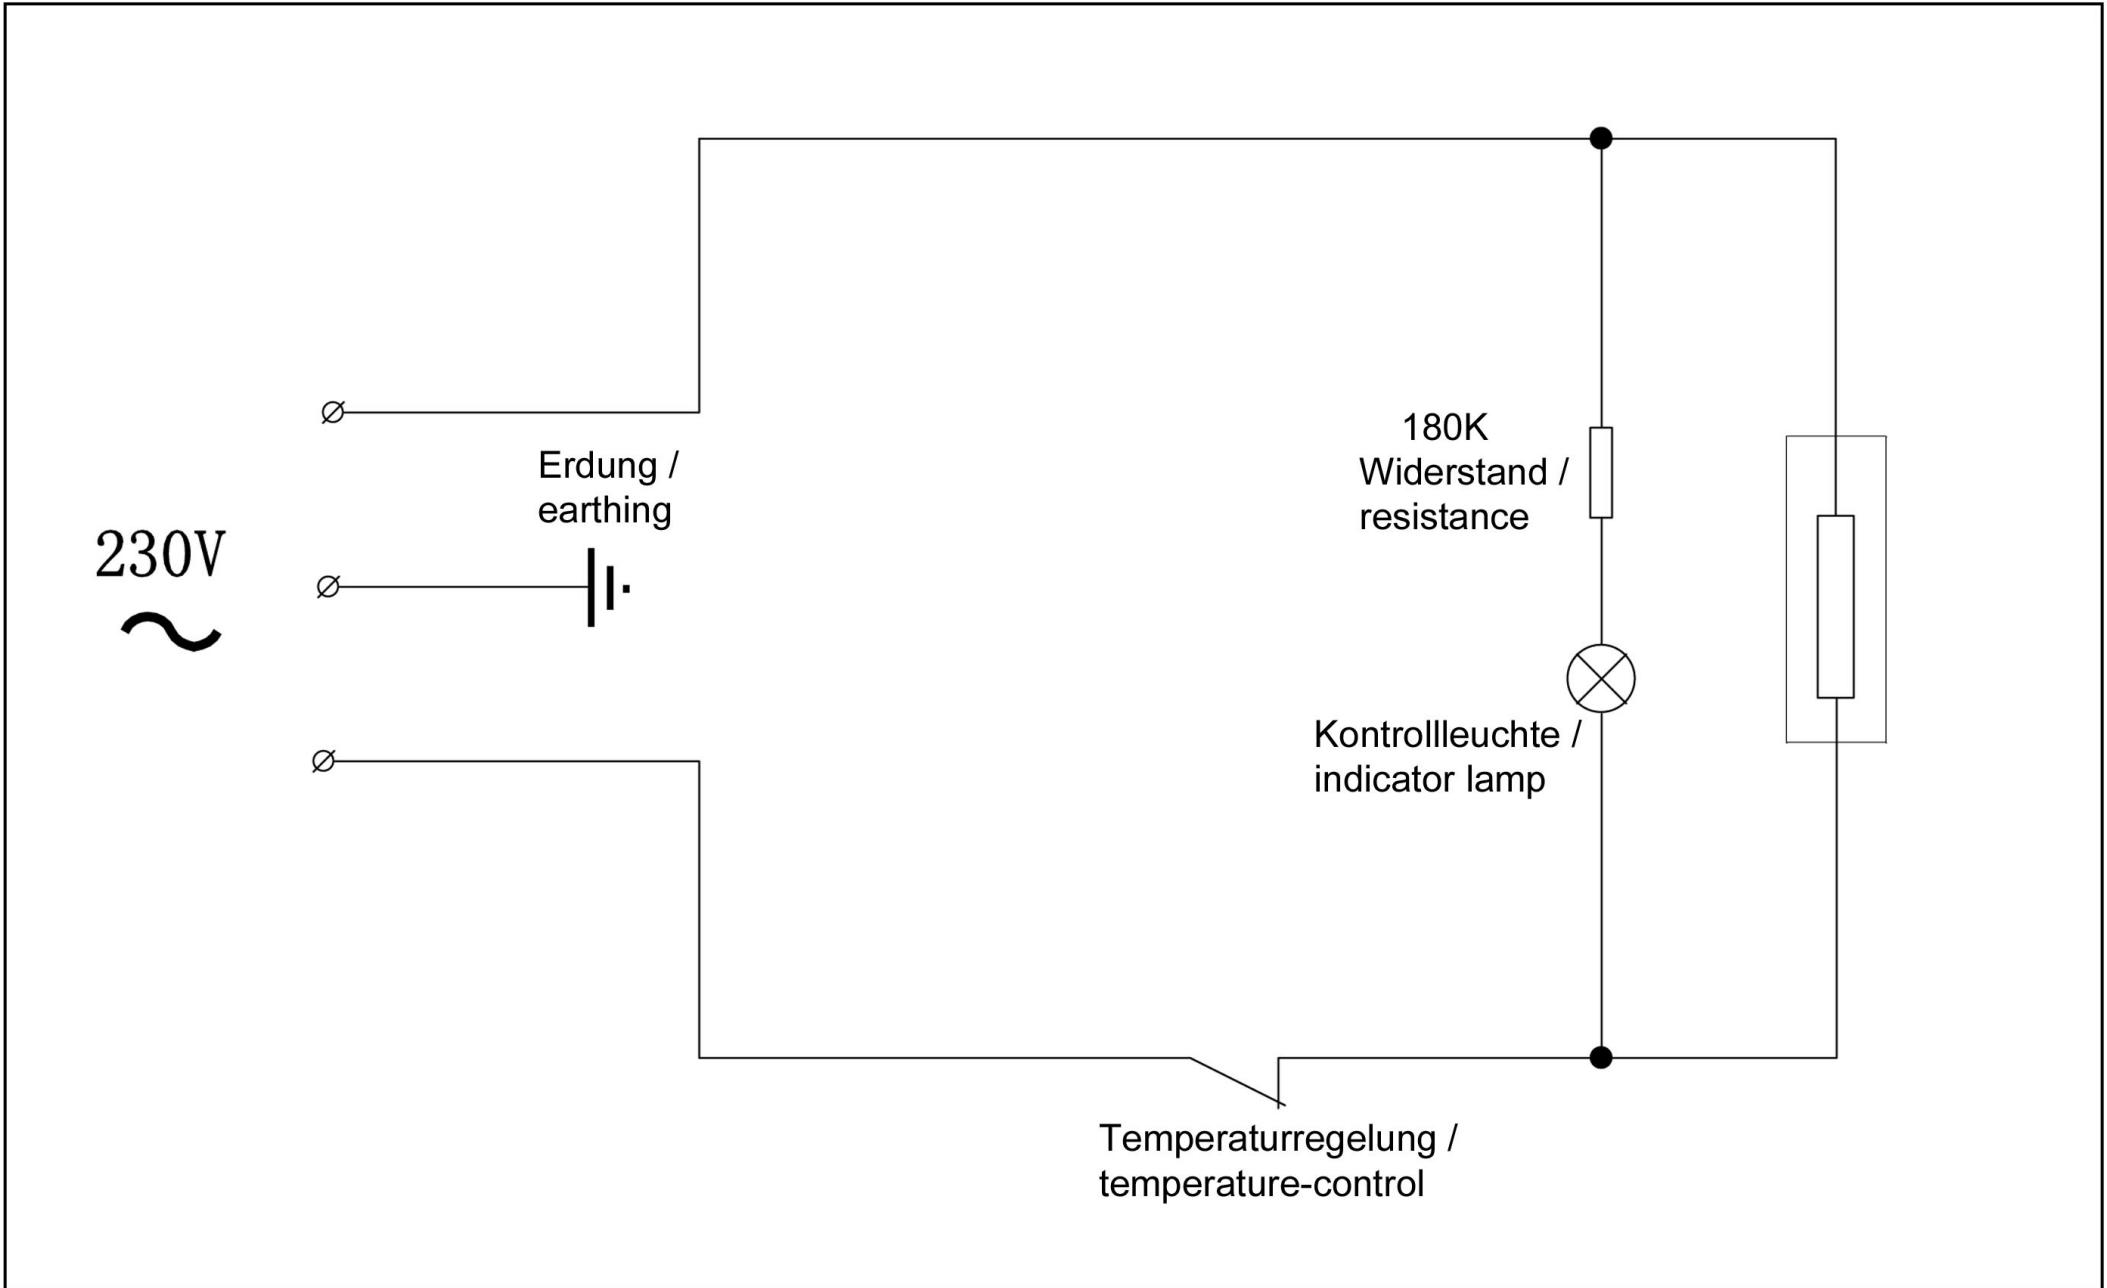 180K
Widerstand /
resistance
Erdung /
earthing
230V
Kontrollleuchte /
indicator lamp
Temperaturregelung /
temperature-control